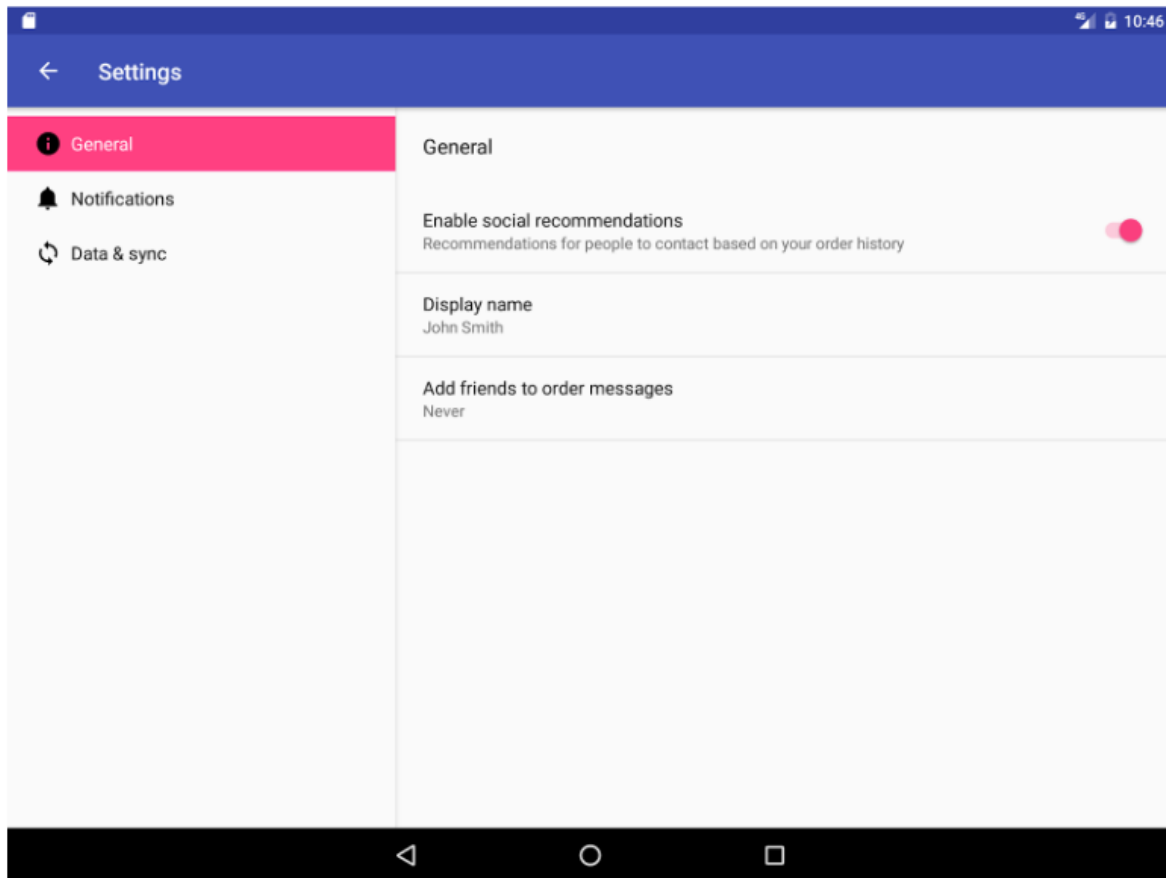 4G 10:46
Settings
General
Notifications
Data & sync
General
Enable social recommendations
Recommendations for people to contact based on your order history
Display name
John Smith
Add friends to order messages
Never